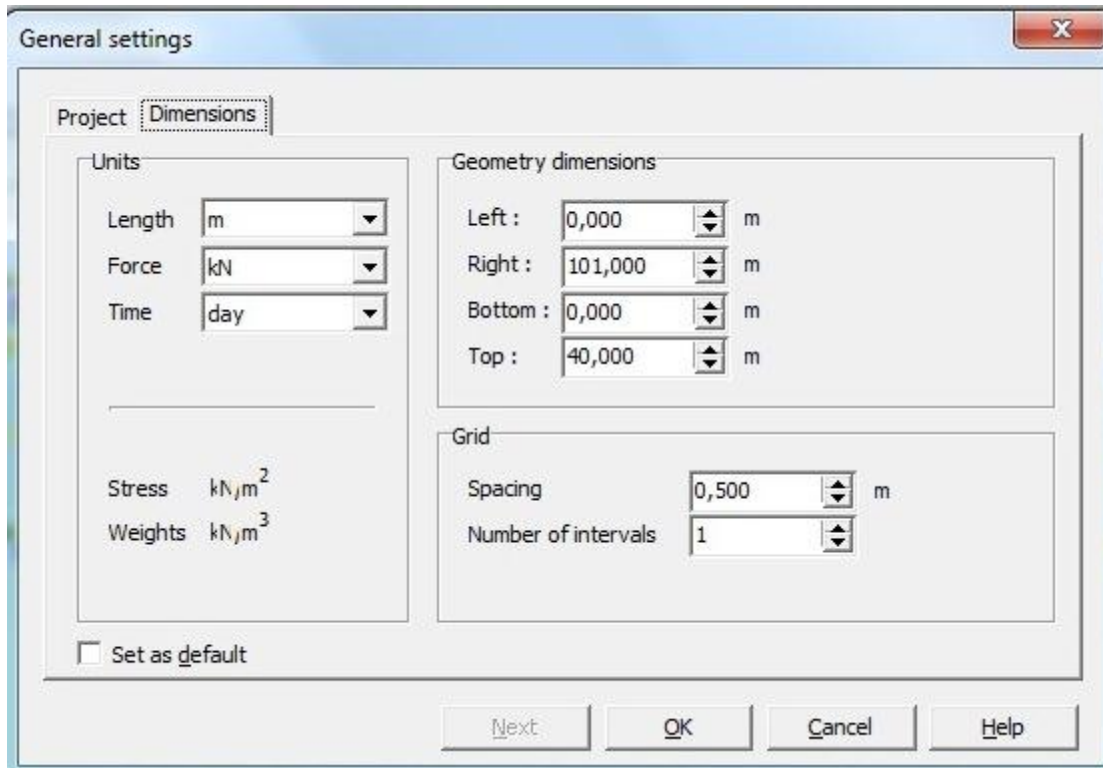 General settings
Project Dimensions
Units
Length m
Force kN
Time day
Stress kN/m²
Weights kN/m³
Geometry dimensions
Left : 0,000 m
Right : 101,000 m
Bottom : 0,000 m
Top : 40,000 m
Grid
Spacing 0,500 m
Number of intervals 1
Set as default
Next OK Cancel Help